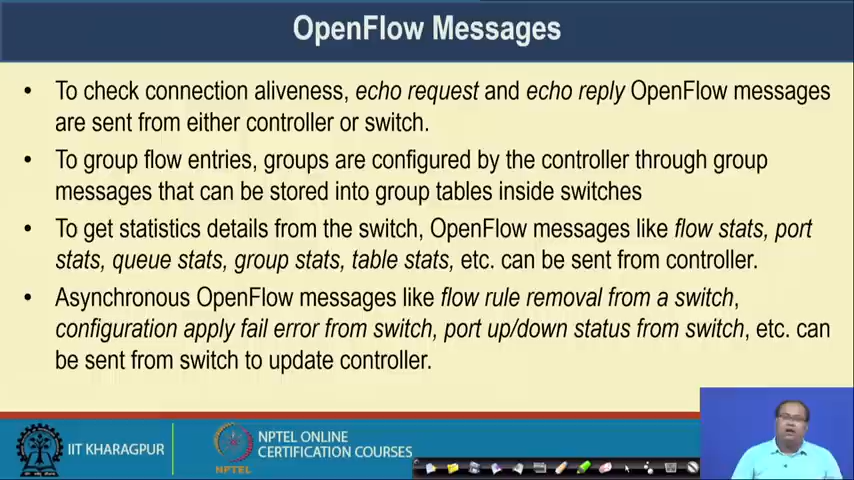 OpenFlow Messages
• To check connection aliveness, echo request and echo reply OpenFlow messages
are sent from either controller or switch.
• To group flow entries, groups are configured by the controller through group
messages that can be stored into group tables inside switches
• To get statistics details from the switch, OpenFlow messages like flow stats, port
stats, queue stats, group stats, table stats, etc. can be sent from controller.
• Asynchronous OpenFlow messages like flow rule removal from a switch,
configuration apply fail error from switch, port up/down status from switch, etc. can
be sent from switch to update controller.
IIT KHARAGPUR
NPTEL
NPTEL ONLINE
CERTIFICATION COURSES